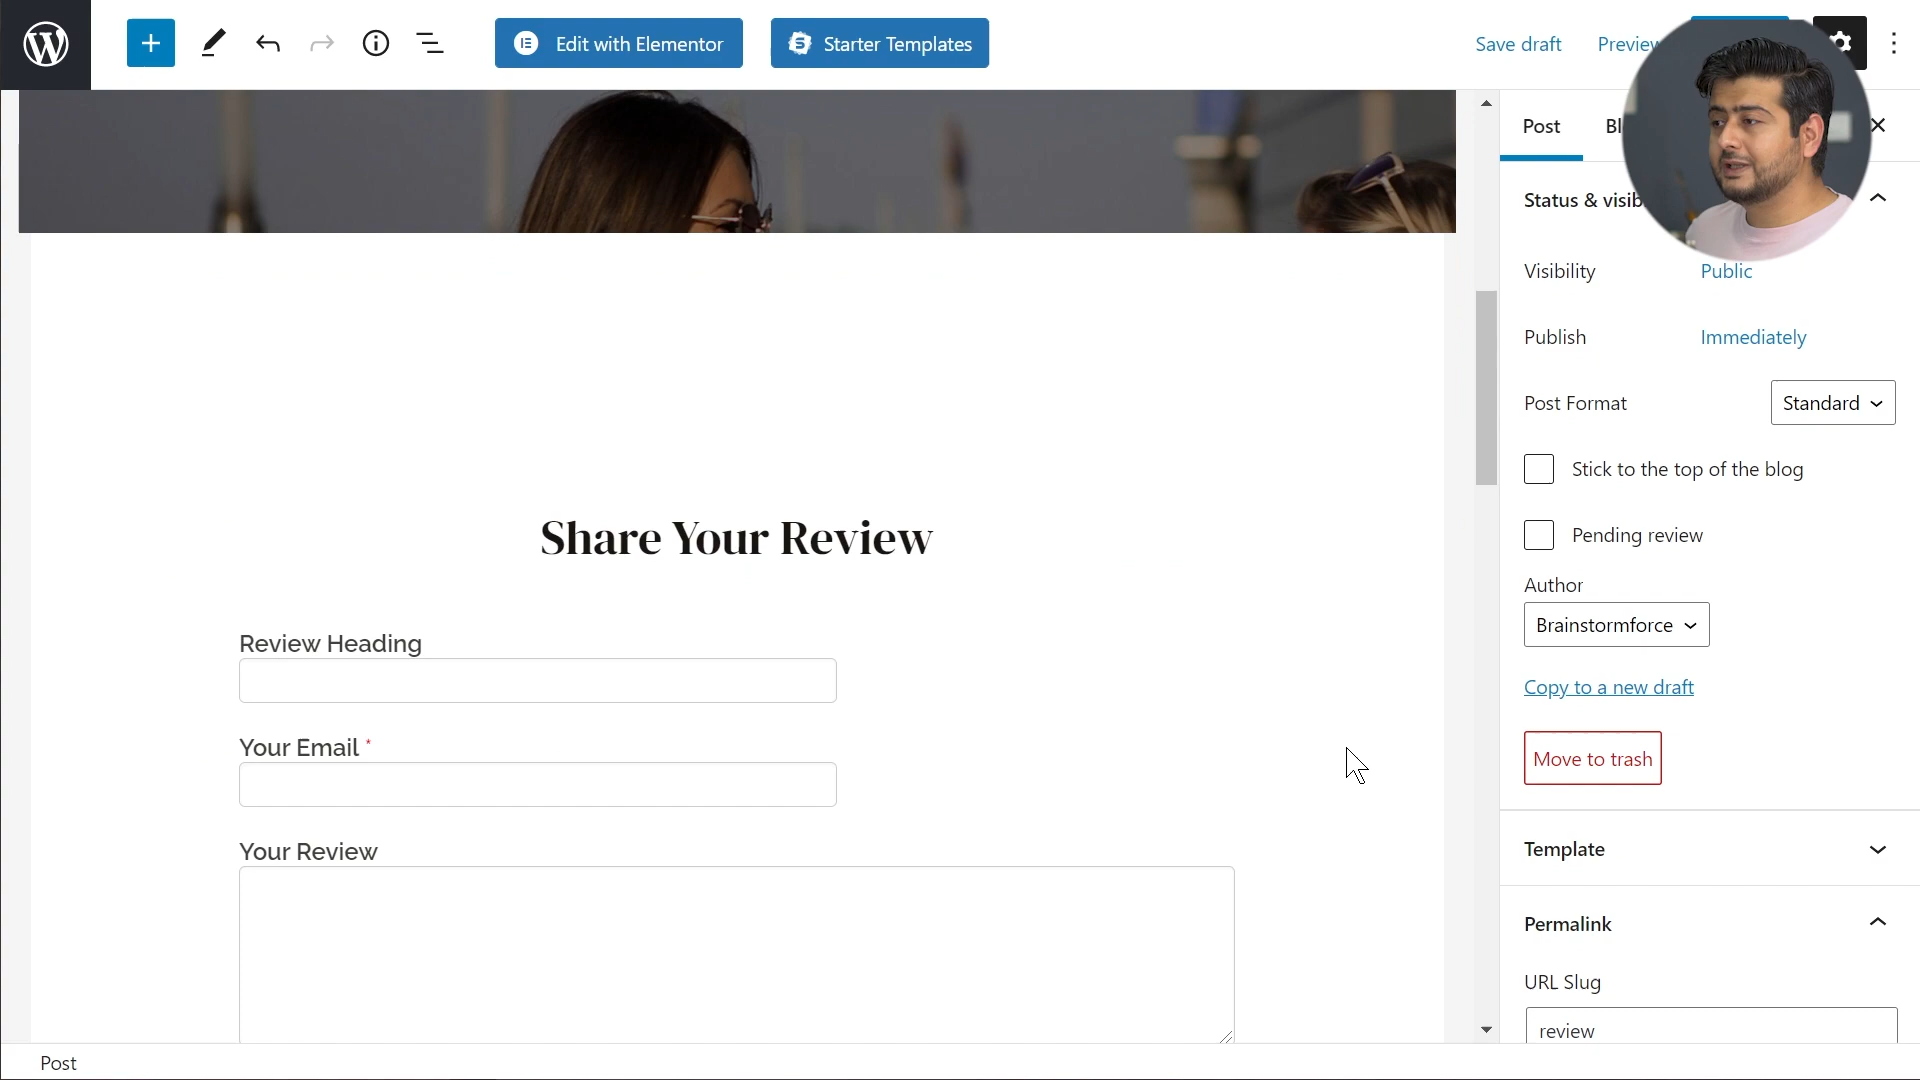 Edit with Elementor
Starter Templates
Save draft
Preview
Post
Status & visib
Visibility
Public
Publish
Immediately
Post Format
Standard
Stick to the top of the blog
Pending review
Author
Brainstormforce
Copy to a new draft
Move to trash
Template
Permalink
URL Slug
review
Share Your Review
Review Heading
Your Email *
Your Review
Post